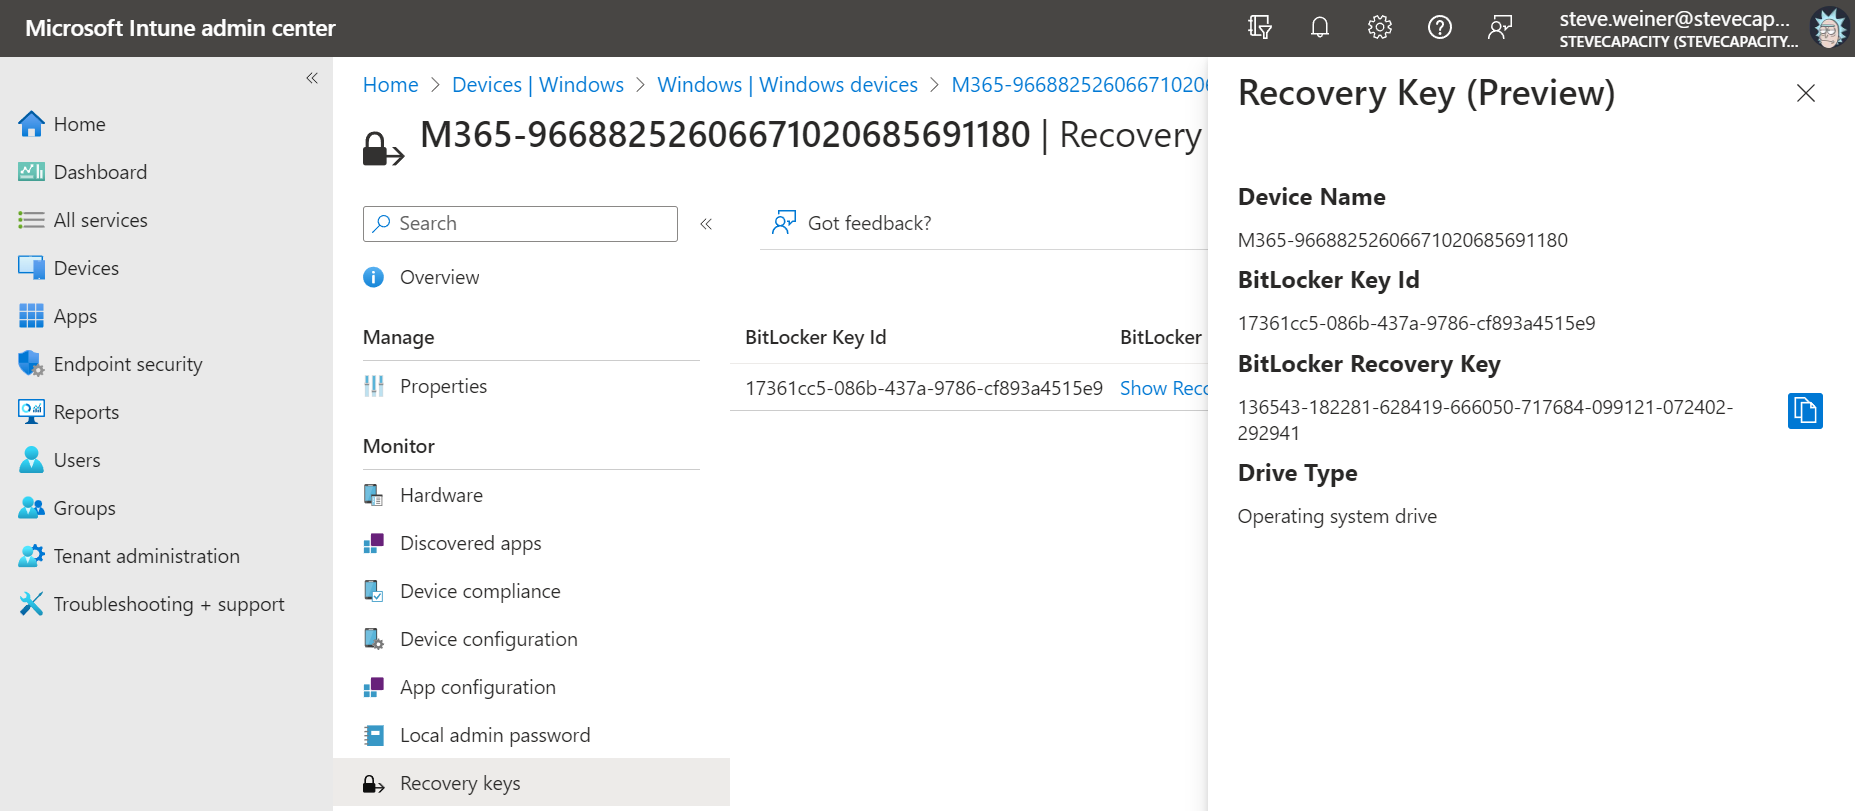 Microsoft Intune admin center
steve.weiner@stevecap...
STEVECAPACITY (STEVECAPACITY...
Home
Dashboard
All services
Devices
Apps
Endpoint security
Reports
Users
Groups
Tenant administration
Troubleshooting + support
Home > Devices | Windows > Windows | Windows devices > M365-96688252606671020
M365-96688252606671020685691180 | Recovery
Search
Got feedback?
Overview
Manage
Properties
Monitor
Hardware
Discovered apps
Device compliance
Device configuration
App configuration
Local admin password
Recovery keys
BitLocker Key Id BitLocker
17361cc5-086b-437a-9786-cf893a4515e9 Show Rec
Recovery Key (Preview)
Device Name
M365-96688252606671020685691180
BitLocker Key Id
17361cc5-086b-437a-9786-cf893a4515e9
BitLocker Recovery Key
136543-182281-628419-666050-717684-099121-072402-
292941
Drive Type
Operating system drive